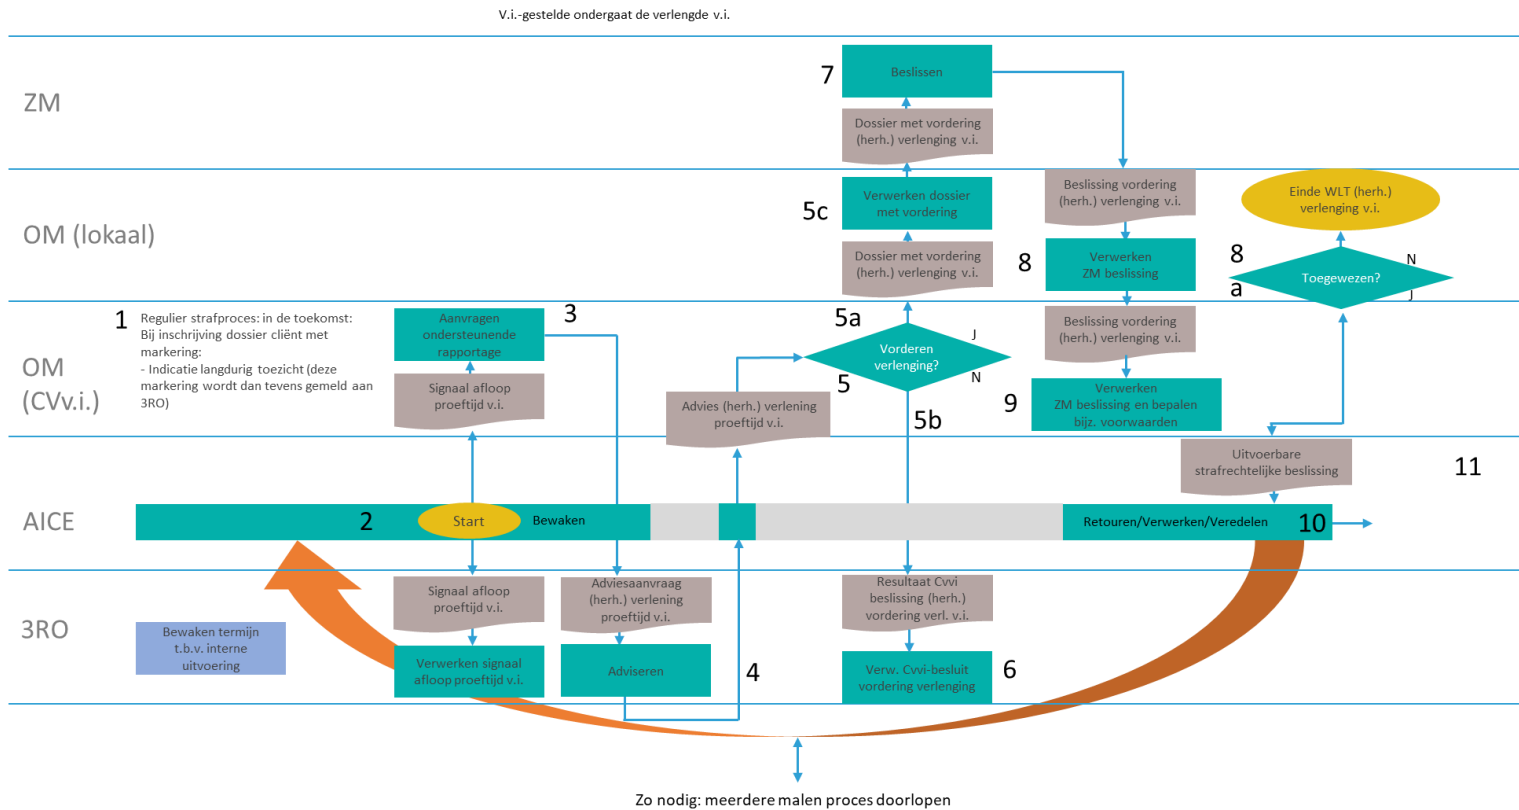 V.i.-gestelde ondergaat de verlengde v.i.
ZM
7
Beslissen
Dossier met vordering
(herh.) verlenging v.i.
OM (lokaal)
5c
Verwerken dossier
met vordering
Dossier met vordering
(herh.) verlenging v.i.
Beslissing vordering
(herh.) verlenging v.i.
8
Verwerken
ZM beslissing
Einde WLT (herh.)
verlenging v.i.
8
a
Toegewezen?
N
J
OM
(CVv.i.)
1
Regulier strafproces: in de toekomst:
Bij inschrijving dossier cliënt met
markering:
- Indicatie langdurig toezicht (deze
markering wordt dan tevens gemeld aan
3RO)
Aanvragen
ondersteunende
rapportage
3
Signaal afloop
proeftijd v.i.
Advies (herh.) verlening
proeftijd v.i.
5a
Vorderen
verlenging?
J
N
5
5b
Beslissing vordering
(herh.) verlenging v.i.
9
Verwerken
ZM beslissing en bepalen
bijz. voorwaarden
AICE
2
Start
Bewaken
Uitvoerbare
strafrechtelijke beslissing
11
Retouren/Verwerken/Veredelen
10
3RO
Bewaken termijn
t.b.v. interne
uitvoering
Signaal afloop
proeftijd v.i.
Verwerken signaal
afloop proeftijd v.i.
Adviesaanvraag
(herh.) verlening
proeftijd v.i.
Adviseren
4
Resultaat Cvvi
beslissing (herh.)
vordering verl. v.i.
Verw. Cvvi-besluit
vordering verlenging
6
Zo nodig: meerdere malen proces doorlopen